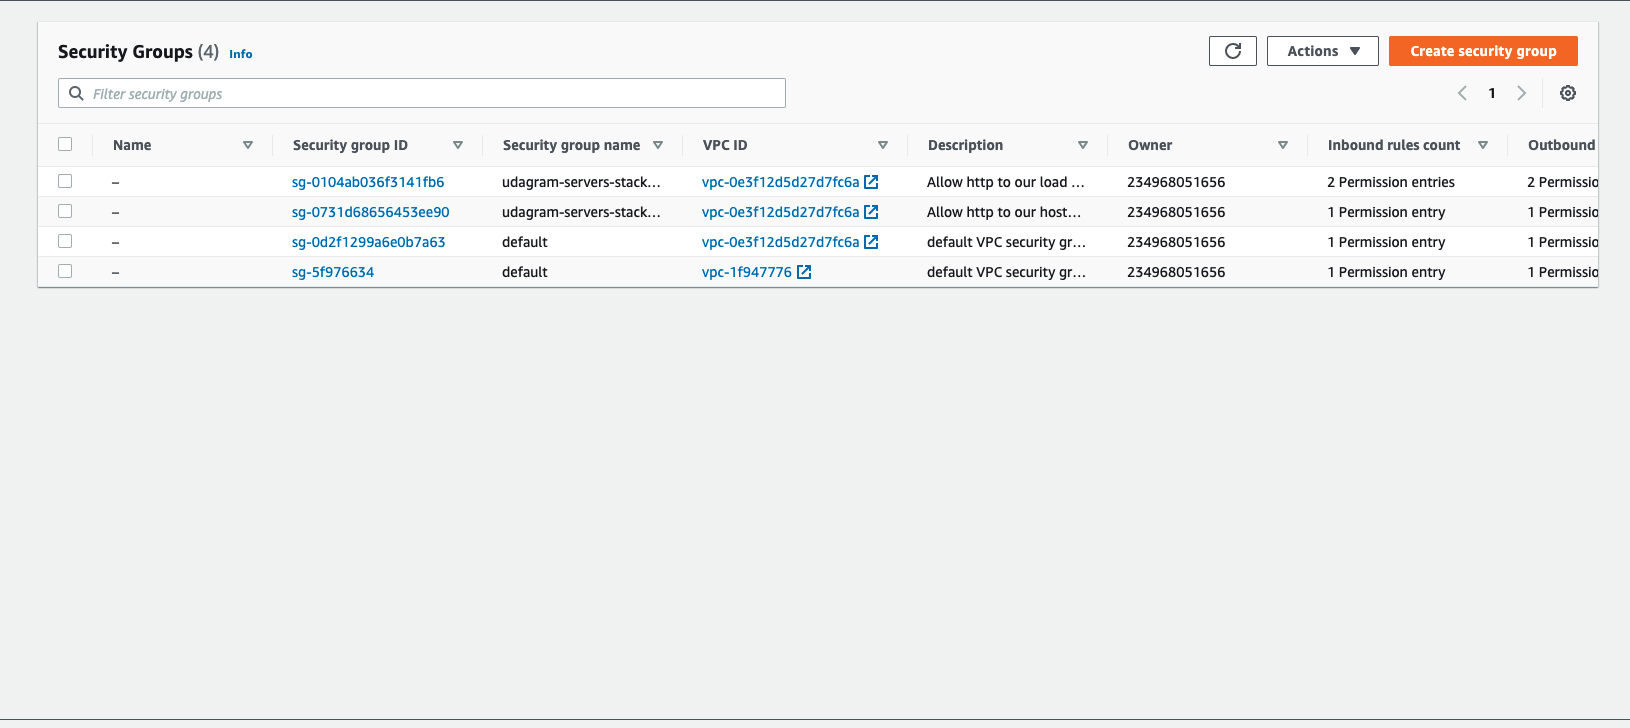 Security Groups (4) Info
Actions
Create security group
Filter security groups
1
Name Security group ID Security group name VPC ID Description Owner Inbound rules count Outbound
– sg-0104ab036f3141fb6 udagram-servers-stack... vpc-0e3f12d5d27d7fc6a Allow http to our load ... 234968051656 2 Permission entries 2 Permissio
– sg-0731d68656453ee90 udagram-servers-stack... vpc-0e3f12d5d27d7fc6a Allow http to our host... 234968051656 1 Permission entry 1 Permissio
– sg-0d2f1299a6e0b7a63 default vpc-0e3f12d5d27d7fc6a default VPC security gr... 234968051656 1 Permission entry 1 Permissio
– sg-5f976634 default vpc-1f947776 default VPC security gr... 234968051656 1 Permission entry 1 Permissio